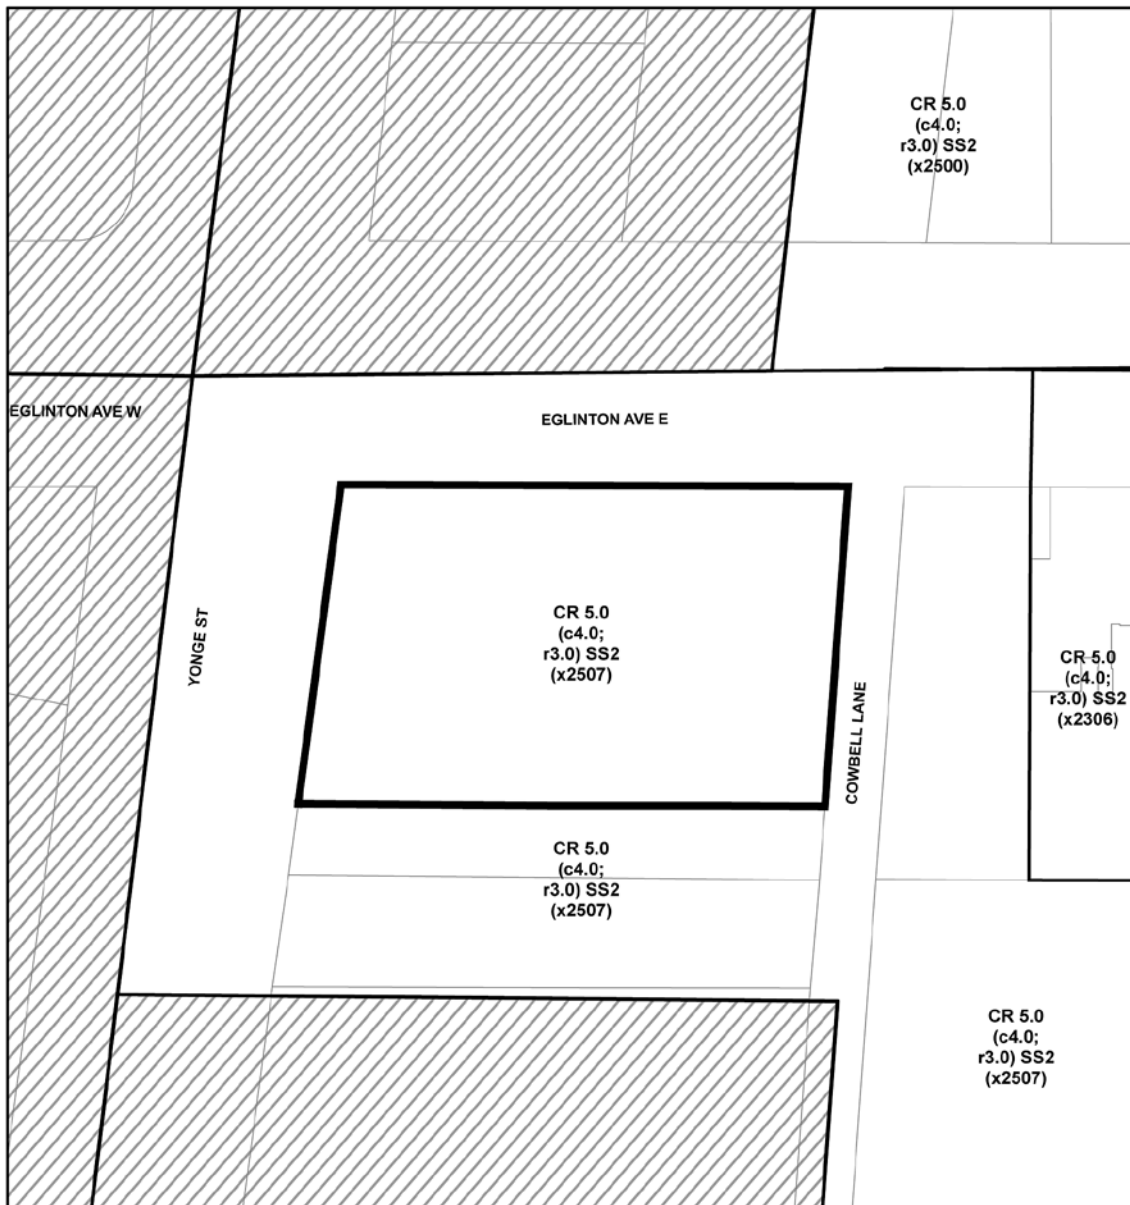 CR 5.0
(c4.0;
r3.0) SS2
(x2500)
EGLINTON AVE W
EGLINTON AVE E
YONGE ST
CR 5.0
(c4.0;
r3.0) SS2
(x2507)
COWBELL LANE
CR 5.0
(c4.0;
r3.0) SS2
(x2306)
CR 5.0
(c4.0;
r3.0) SS2
(x2507)
CR 5.0
(c4.0;
r3.0) SS2
(x2507)